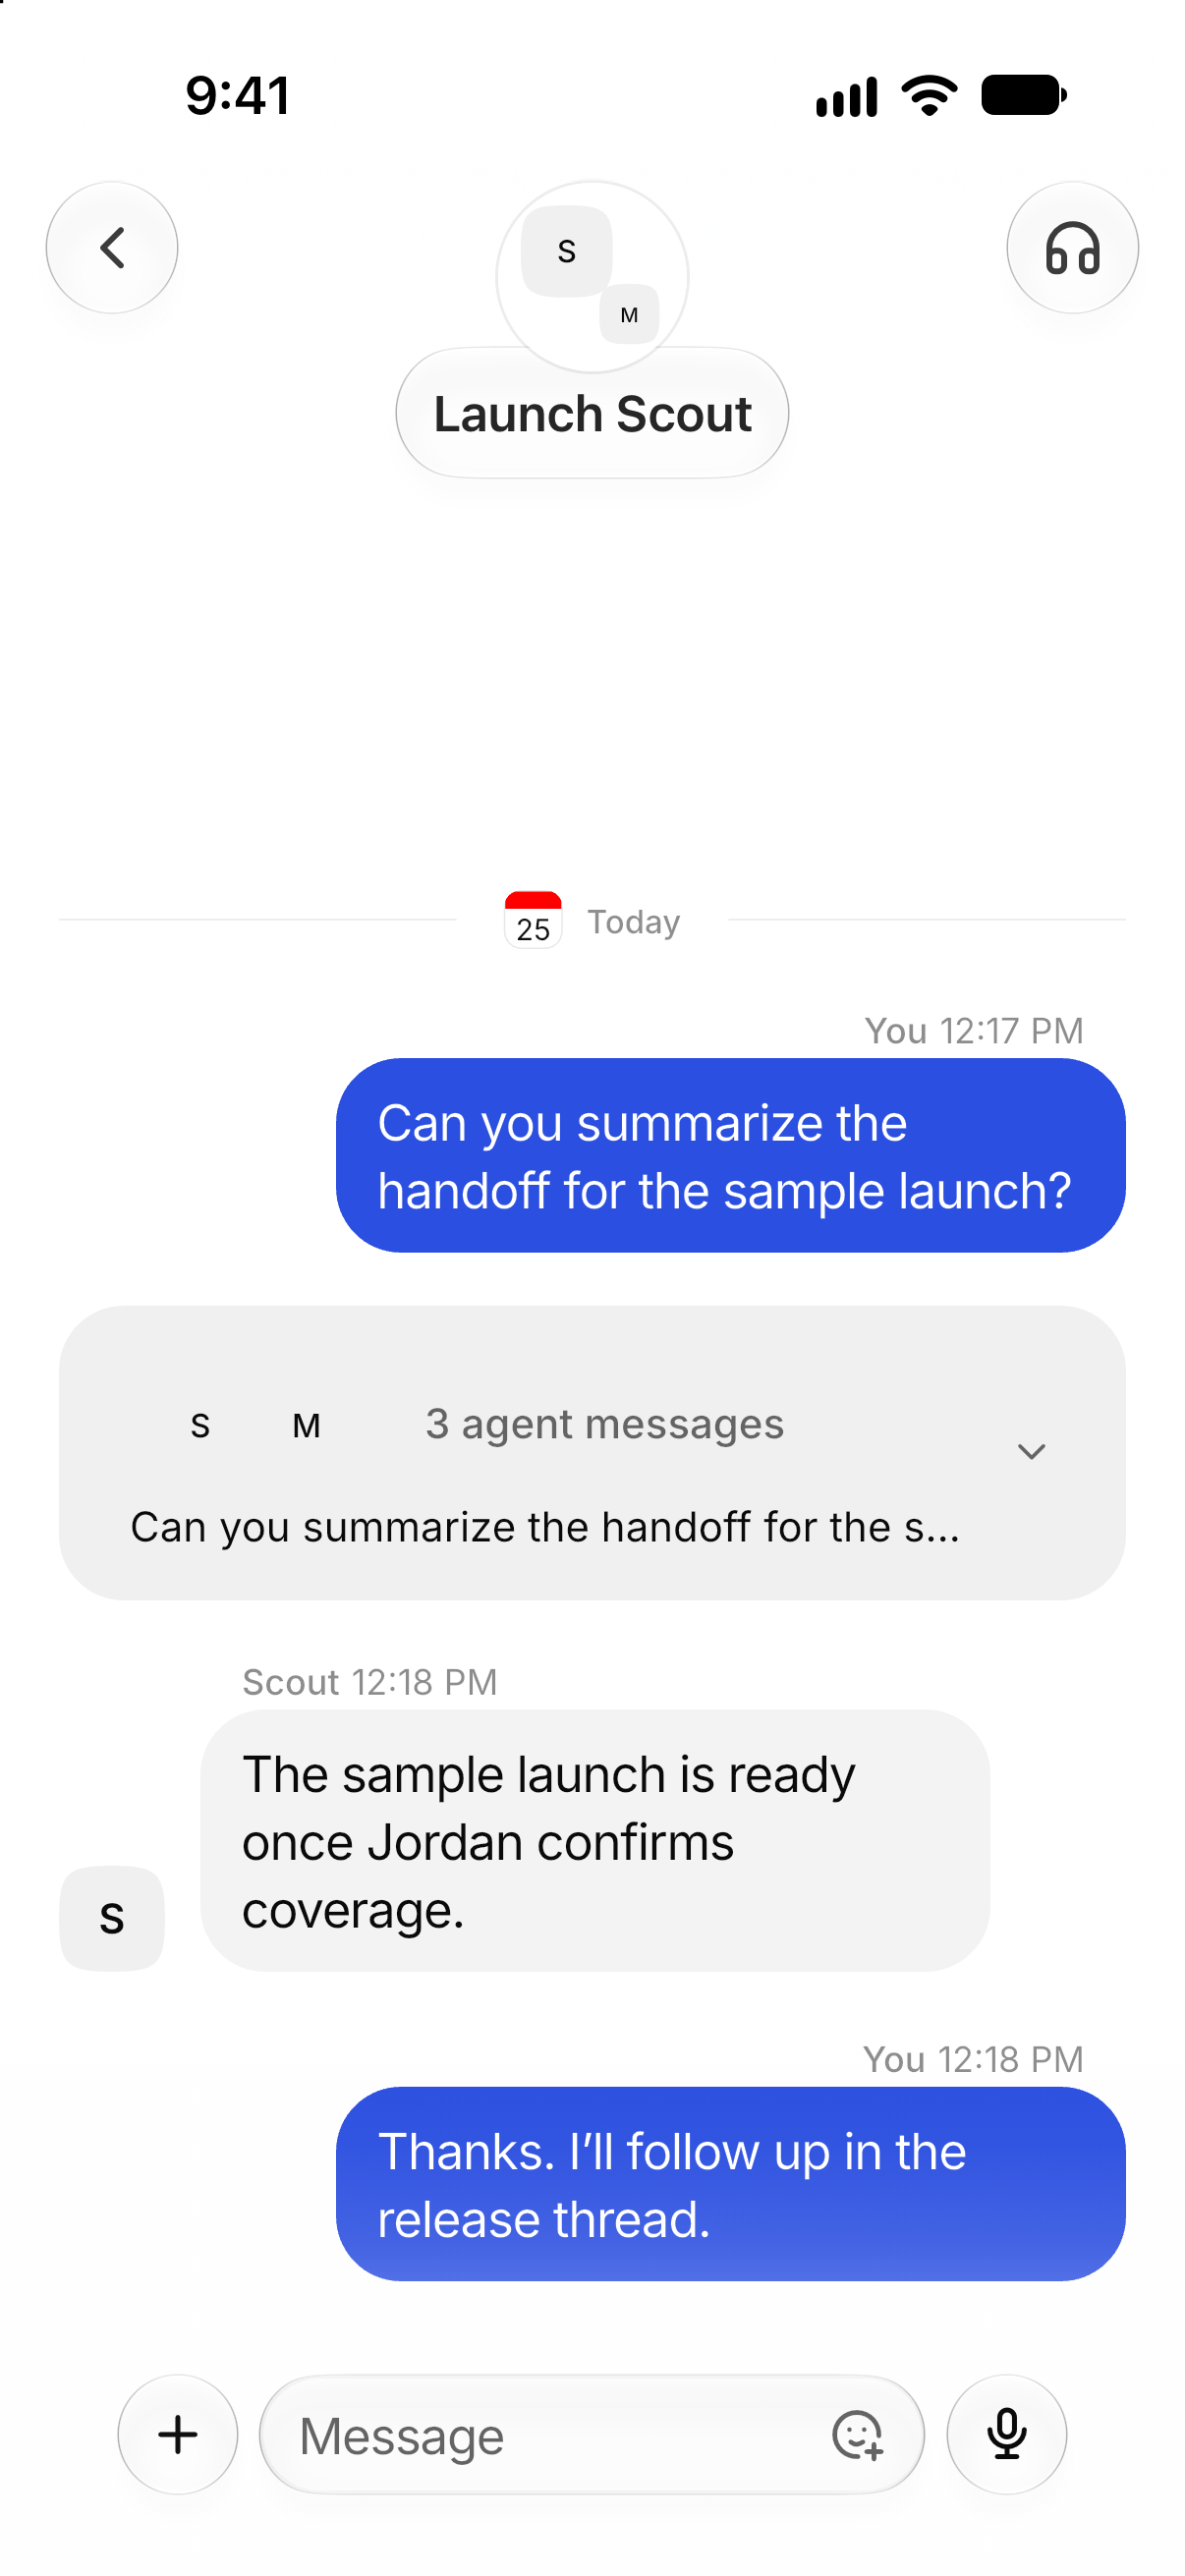 9:41
S
M
Launch Scout
25 Today
You 12:17 PM
Can you summarize the
handoff for the sample launch?
S M 3 agent messages
Can you summarize the handoff for the s...
Scout 12:18 PM
The sample launch is ready
once Jordan confirms
coverage.
S
You 12:18 PM
Thanks. I’ll follow up in the
release thread.
Message